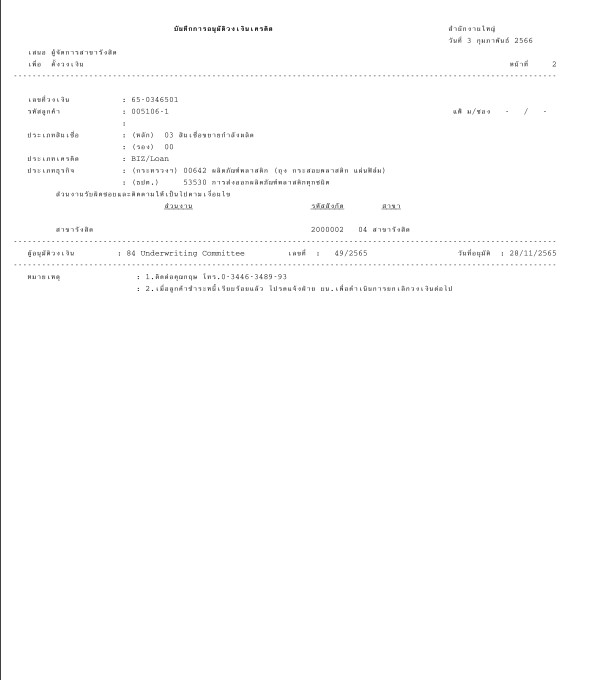 บันทึกการอนุมัติวงเงินเครดิต สำนักงานใหญ่
วันที่ 3 กุมภาพันธ์ 2566
เสนอ ผู้จัดการสาขารังสิต
เพื่อ ตั้งวงเงิน หน้าที่ 2
เลขที่วงเงิน : 65-0346501
รหัสลูกค้า : 005106-1 แฟ้ม/ซอง - / -
:
ประเภทสินเชื่อ : (หลัก) 03 สินเชื่อขยายกำลังผลิต
: (รอง) 00
ประเภทเครดิต : BIZ/Loan
ประเภทธุรกิจ : (กระทรวงฯ) 00642 ผลิตภัณฑ์พลาสติก (ถุง กระสอบพลาสติก แผ่นฟิล์ม)
: (ธปท.) 53530 การส่งออกผลิตภัณฑ์พลาสติกทุกชนิด
ส่วนงานรับผิดชอบและติดตามให้เป็นไปตามเงื่อนไข
ส่วนงาน รหัสสังกัด สาขา
สาขารังสิต 2000002 04 สาขารังสิต
ผู้อนุมัติวงเงิน : 84 Underwriting Committee เลขที่ : 49/2565 วันที่อนุมัติ : 28/11/2565
หมายเหตุ : 1.ติดต่อคุณกฤษ โทร.0-3446-3489-93
: 2.เมื่อลูกค้าชำระหนี้เรียบร้อยแล้ว โปรดแจ้งฝ่าย ยน.เพื่อดำเนินการยกเลิกวงเงินต่อไป